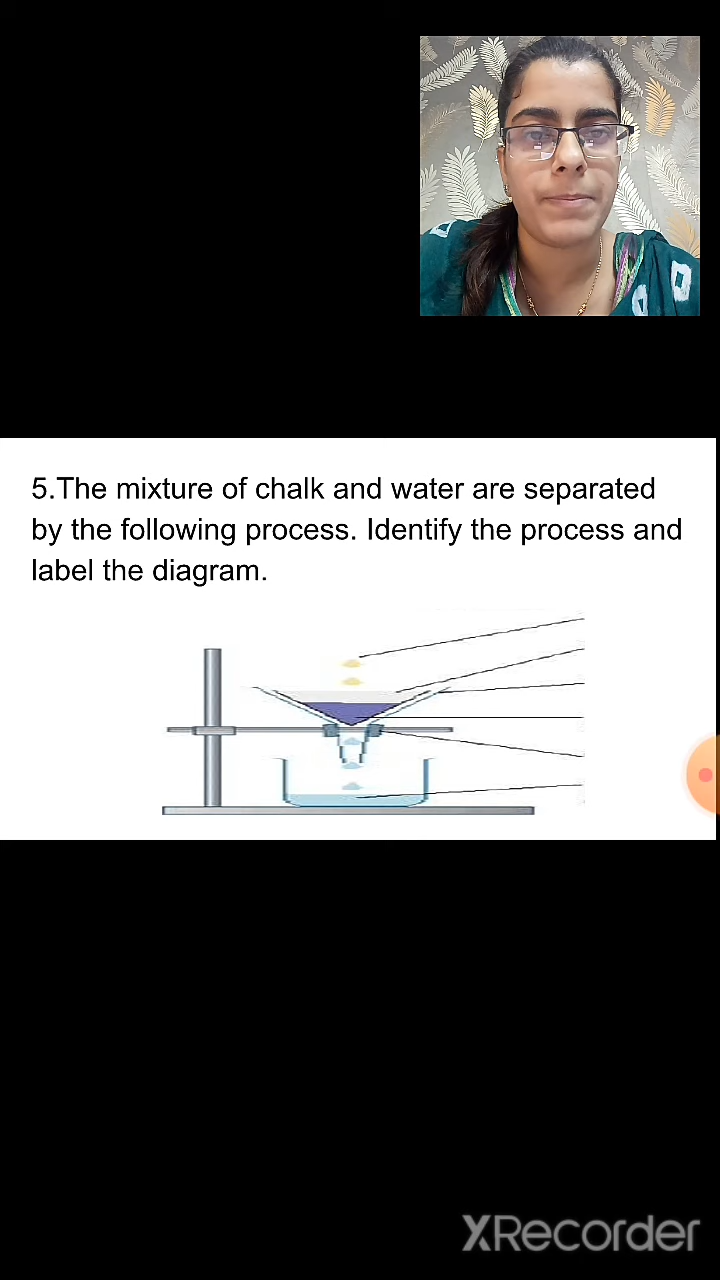 5.The mixture of chalk and water are separated
by the following process. Identify the process and
label the diagram.
XRecorder